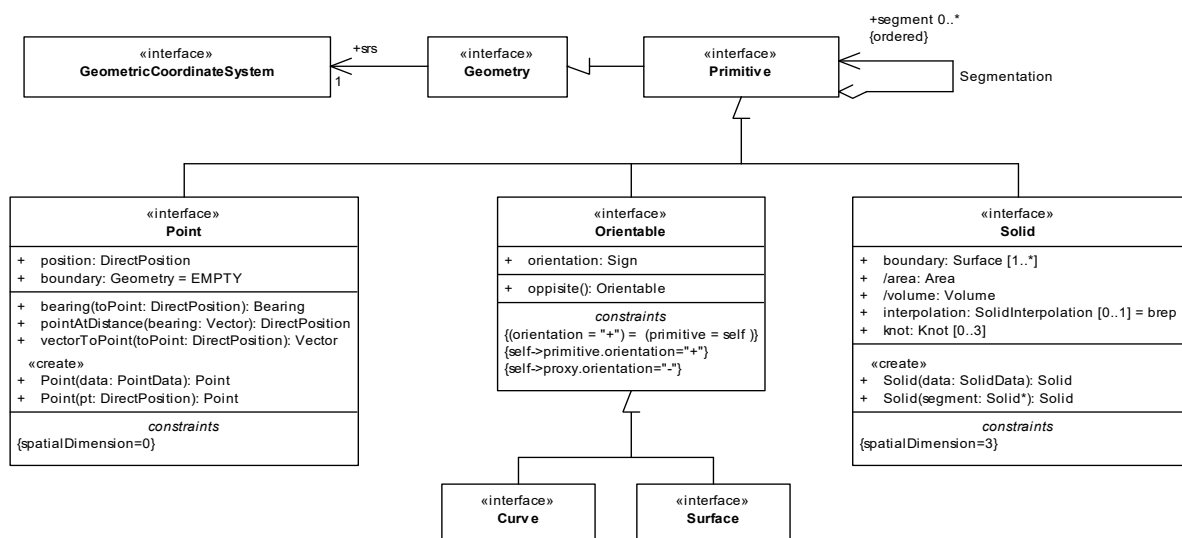 +segment 0..*
{ordered}
«interface»
GeometricCoordinateSystem
+srs
1
«interface»
Geometry
«interface»
Primitive
Segmentation
«interface»
Point
+ position: DirectPosition
+ boundary: Geometry = EMPTY
+ bearing(toPoint: DirectPosition): Bearing
+ pointAtDistance(bearing: Vector): DirectPosition
+ vectorToPoint(toPoint: DirectPosition): Vector
«create»
+ Point(data: PointData): Point
+ Point(pt: DirectPosition): Point
constraints
{spatialDimension=0}
«interface»
Orientable
+ orientation: Sign
+ oppisite(): Orientable
constraints
{(orientation = "+") = (primitive = self )}
{self->primitive.orientation="+"}
{self->proxy.orientation="-"}
«interface»
Solid
+ boundary: Surface [1..*]
+ /area: Area
+ /volume: Volume
+ interpolation: SolidInterpolation [0..1] = brep
+ knot: Knot [0..3]
«create»
+ Solid(data: SolidData): Solid
+ Solid(segment: Solid*): Solid
constraints
{spatialDimension=3}
«interface»
Curve
«interface»
Surface